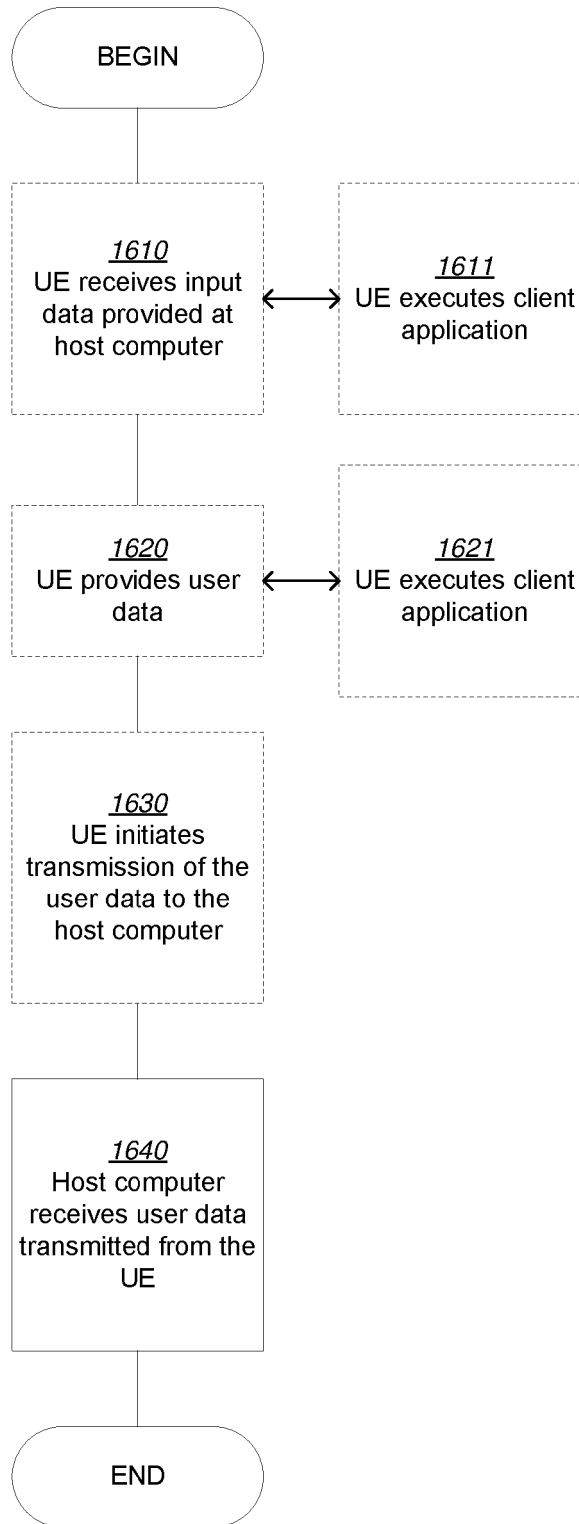 BEGIN
1610
UE receives input
data provided at
host computer
1611
UE executes client
application
1620
UE provides user
data
1621
UE executes client
application
1630
UE initiates
transmission of the
user data to the
host computer
1640
Host computer
receives user data
transmitted from the
UE
END